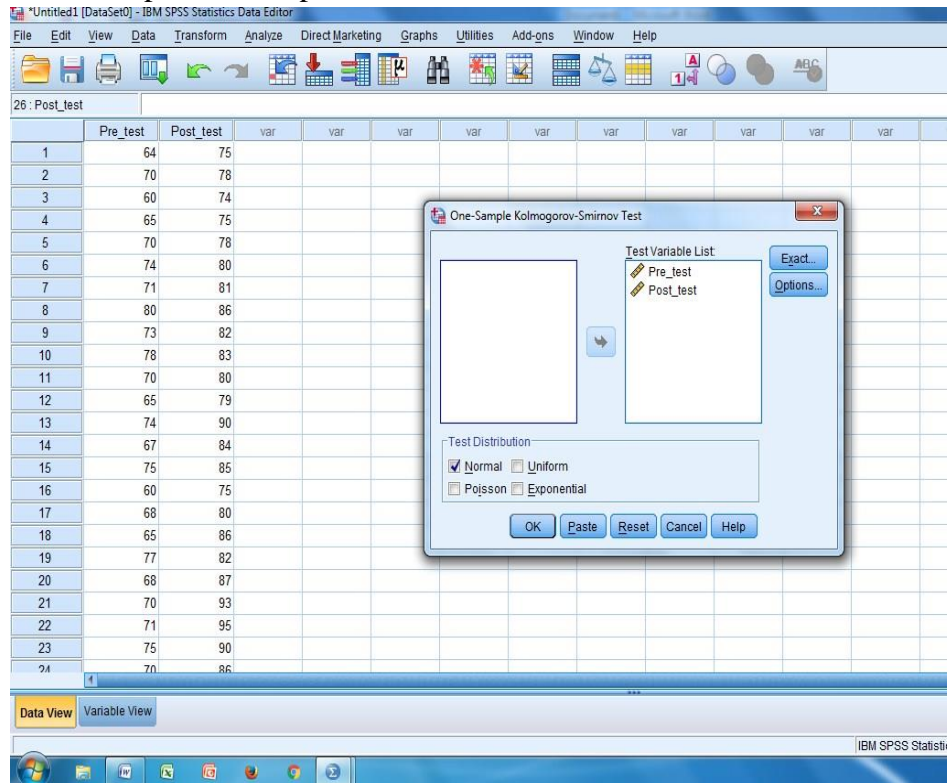 *Untitled1 [DataSet0] - IBM SPSS Statistics Data Editor
File Edit View Data Transform Analyze Direct Marketing Graphs Utilities Add-ons Window Help
26 : Post_test
Pre_test Post_test var var var var var var var var var var
1 64 75
2 70 78
3 60 74
4 65 75
5 70 78
6 74 80
7 71 81
8 80 86
9 73 82
10 78 83
11 70 80
12 65 79
13 74 90
14 67 84
15 75 85
16 60 75
17 68 80
18 65 86
19 77 82
20 68 87
21 70 93
22 71 95
23 75 90
24 70 86
One-Sample Kolmogorov-Smirnov Test
Test Variable List:
Pre_test
Post_test
Exact...
Options...
Test Distribution
Normal Uniform
Poisson Exponential
OK Paste Reset Cancel Help
Data View Variable View
IBM SPSS Statisti